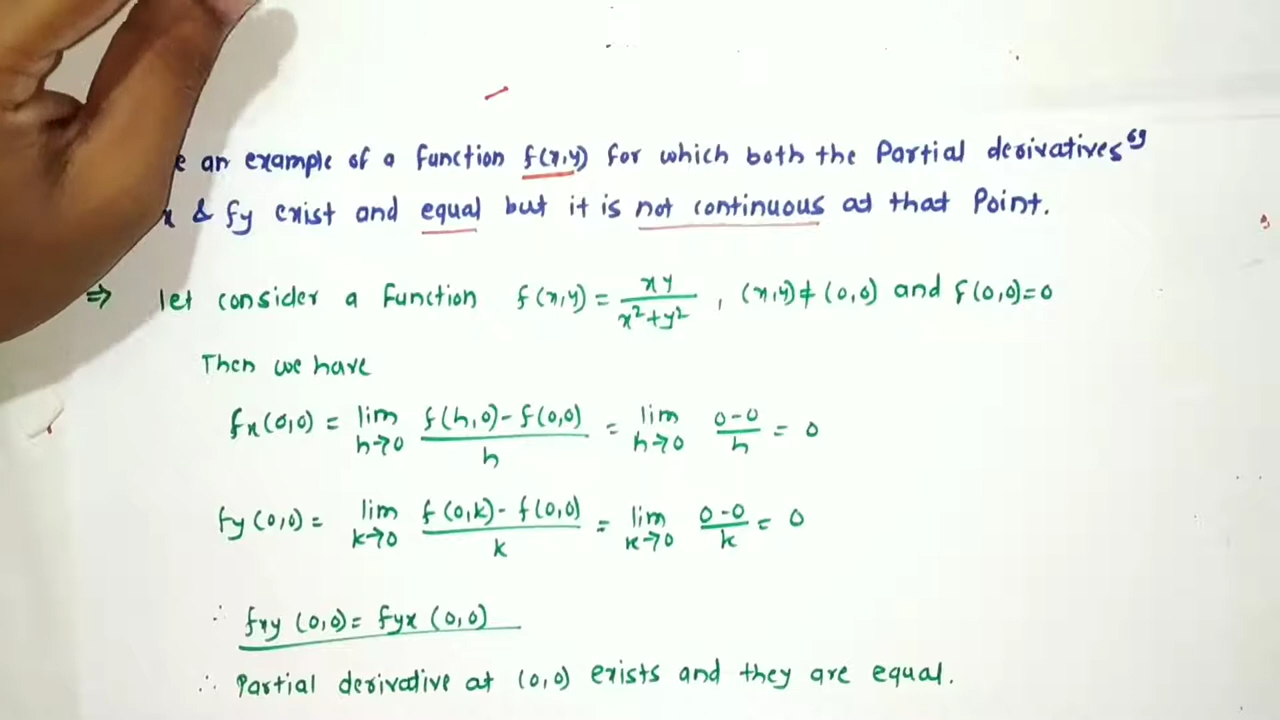 an example of a function f(x,y) for which both the Partial derivatives
& fy exist and equal but it is not continuous at that Point.
⇒ let consider a function f(x,y) = xy / x²+y² , (x,y) ≠ (0,0) and f(0,0)=0
Then we have
fx(0,0) = lim h→0 f(h,0)-f(0,0) / h = lim h→0 0-0 / h = 0
fy(0,0) = lim k→0 f(0,k)-f(0,0) / k = lim k→0 0-0 / k = 0
∴ fxy (0,0) = fyx (0,0)
∴ Partial derivative at (0,0) exists and they are equal.